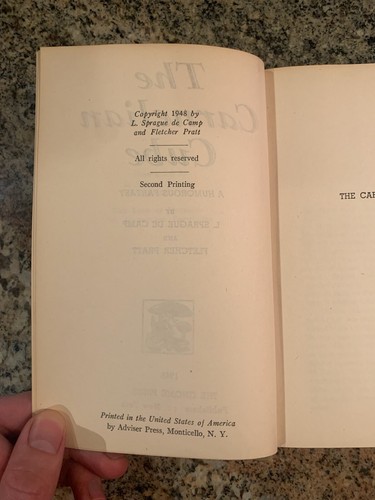 Copyright 1948 by
L. Sprague de Camp
and Fletcher Pratt
All rights reserved
Second Printing
Printed in the United States of America
by Adviser Press, Monticello, N. Y.
THE CAR